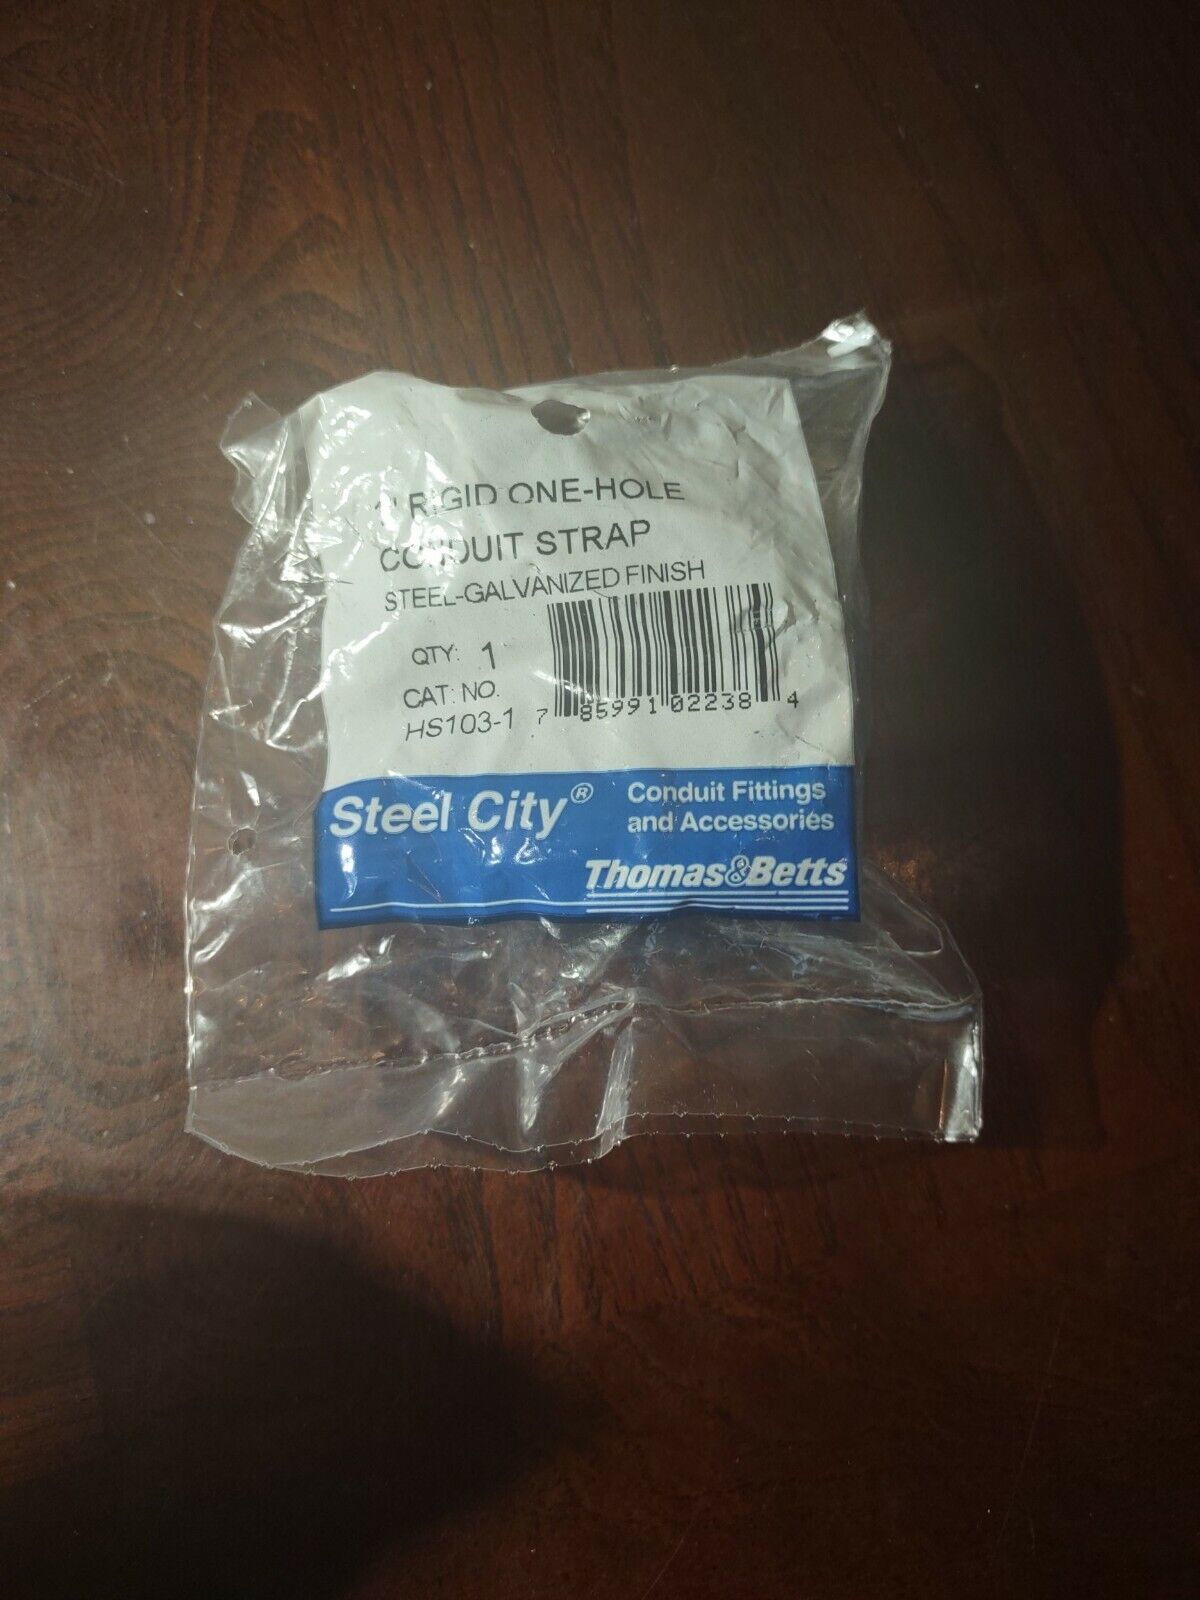 1" RIGID ONE-HOLE
CONDUIT STRAP
STEEL-GALVANIZED FINISH
QTY: 1
CAT. NO.
HS103-1
7 85991 02238 4
Steel City®
Conduit Fittings
and Accessories
Thomas&Betts